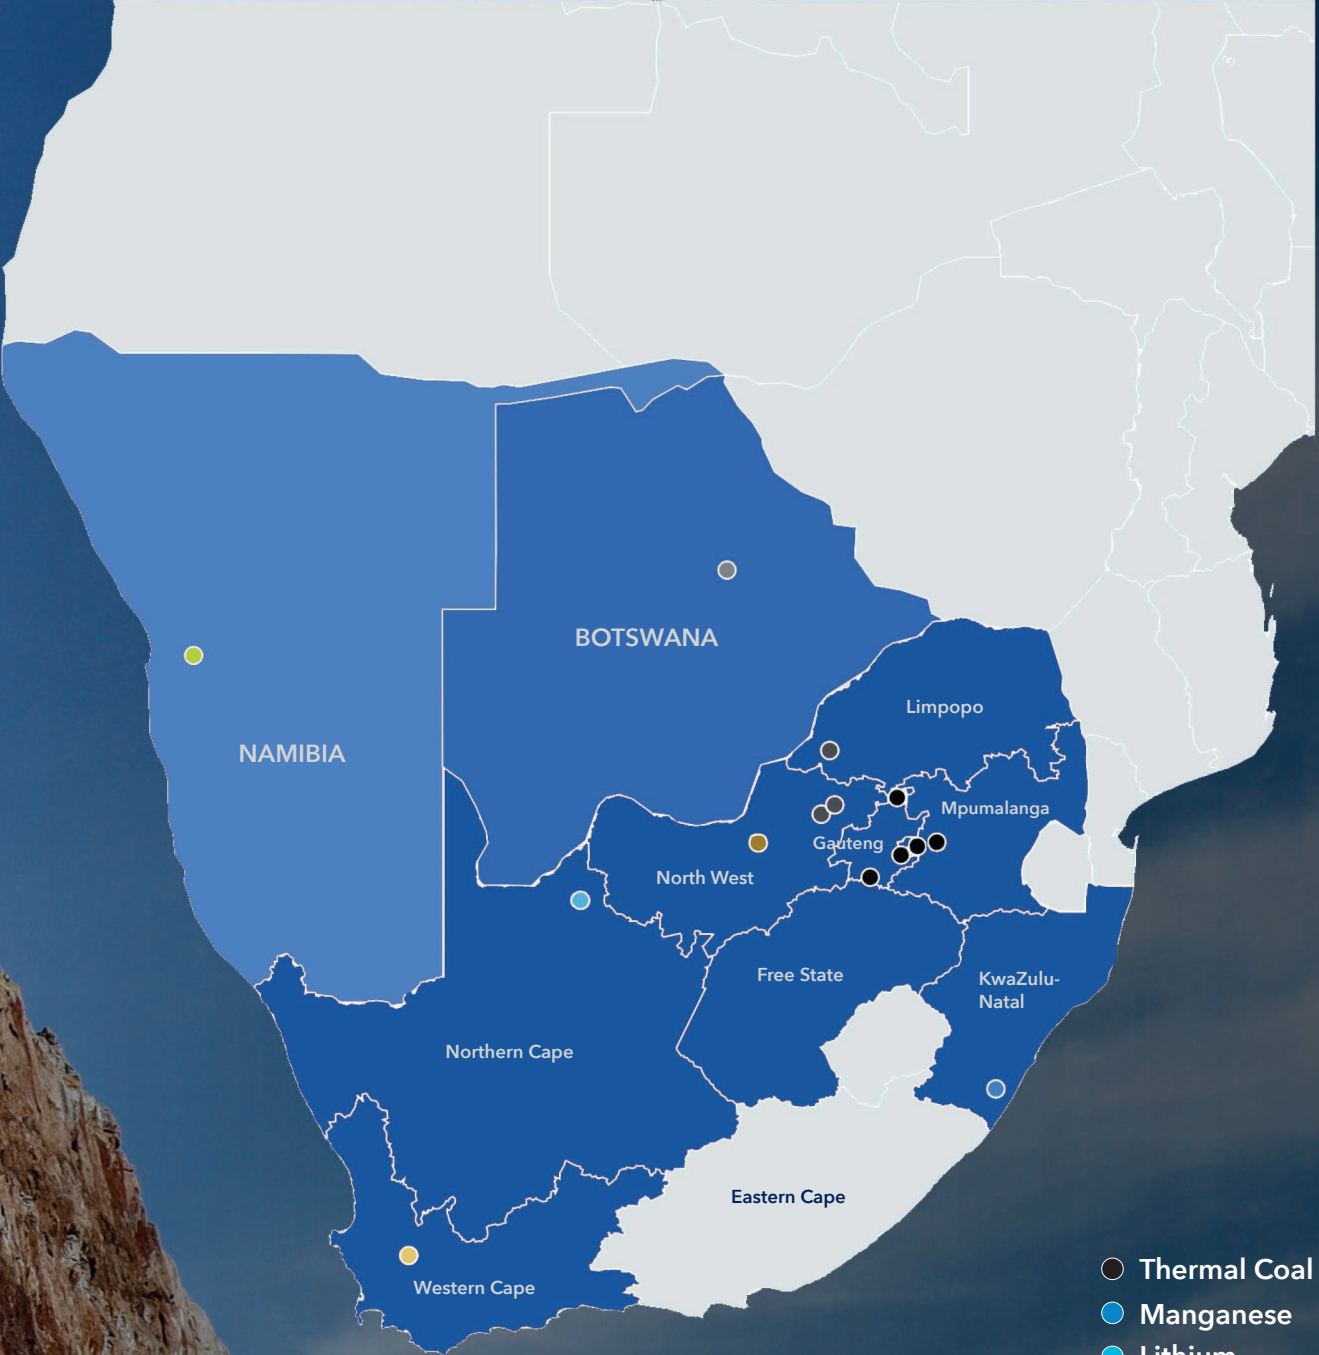 BOTSWANA
Limpopo
NAMIBIA
Mpumalanga
Gauteng
North West
Free State
KwaZulu-
Natal
Northern Cape
Eastern Cape
Western Cape
Thermal Coal
Manganese
Lithium